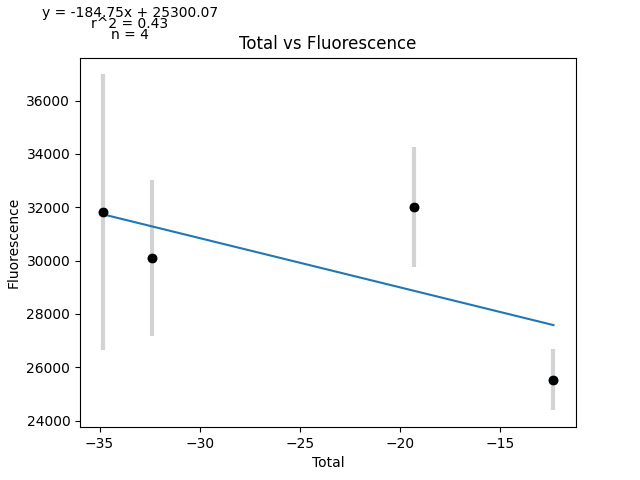 y = -184.75x + 25300.07
r^2 = 0.43
n = 4
Total vs Fluorescence
Fluorescence
36000
34000
32000
30000
28000
26000
24000
−35
−30
−25
−20
−15
Total